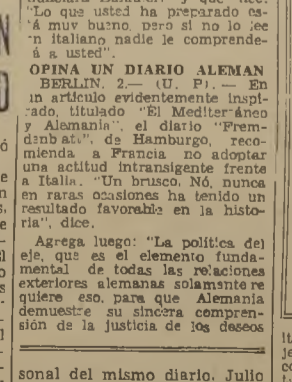 "Lo que usted ha preparado es-
tá muy bueno, pero si no lo lee
en italiano nadie le comprende-
rá a usted".
OPINA UN DIARIO ALEMAN
BERLIN, 2.— (U. P). — En
un artículo evidentemente inspi-
rado, titulado "El Mediterráneo
y Alemania", el diario "Frem-
denblatt", de Hamburgo, reco-
mienda a Francia no adoptar
una actitud intransigente frente
a Italia. "Un brusco, Nó, nunca
en raras ocasiones ha tenido un
resultado favorable en la histo-
ria", dice.
Agrega luego: "La política del
eje, que es el elemento funda-
mental de todas las relaciones
exteriores alemanas solamente re
quiere eso, para que Alemania
demuestre su sincera compren-
sión de la justicia de los deseos
sonal del mismo diario, Julio